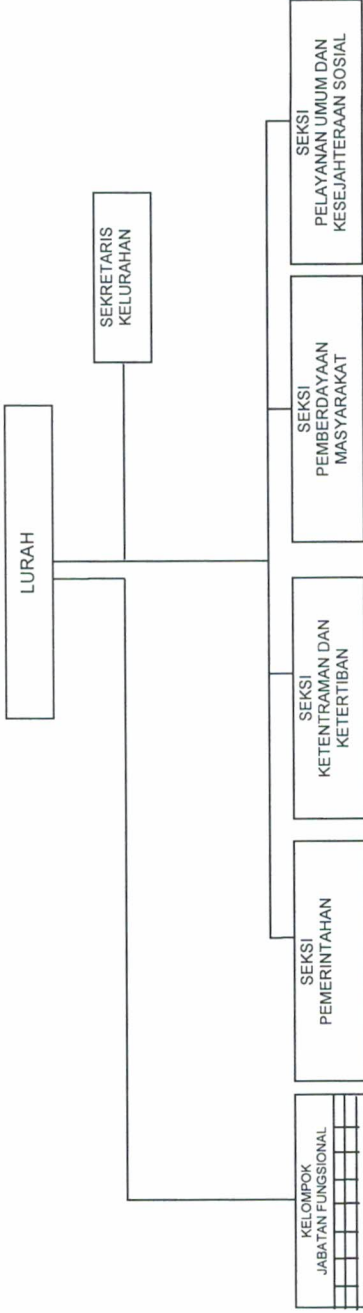 LURAH
SEKRETARIS
KELURAHAN
KELOMPOK
JABATAN FUNGSIONAL
SEKSI
PEMERINTAHAN
SEKSI
KETENTRAMAN DAN
KETERTIBAN
SEKSI
PEMBERDAYAAN
MASYARAKAT
SEKSI
PELAYANAN UMUM DAN
KESEJAHTERAAN SOSIAL